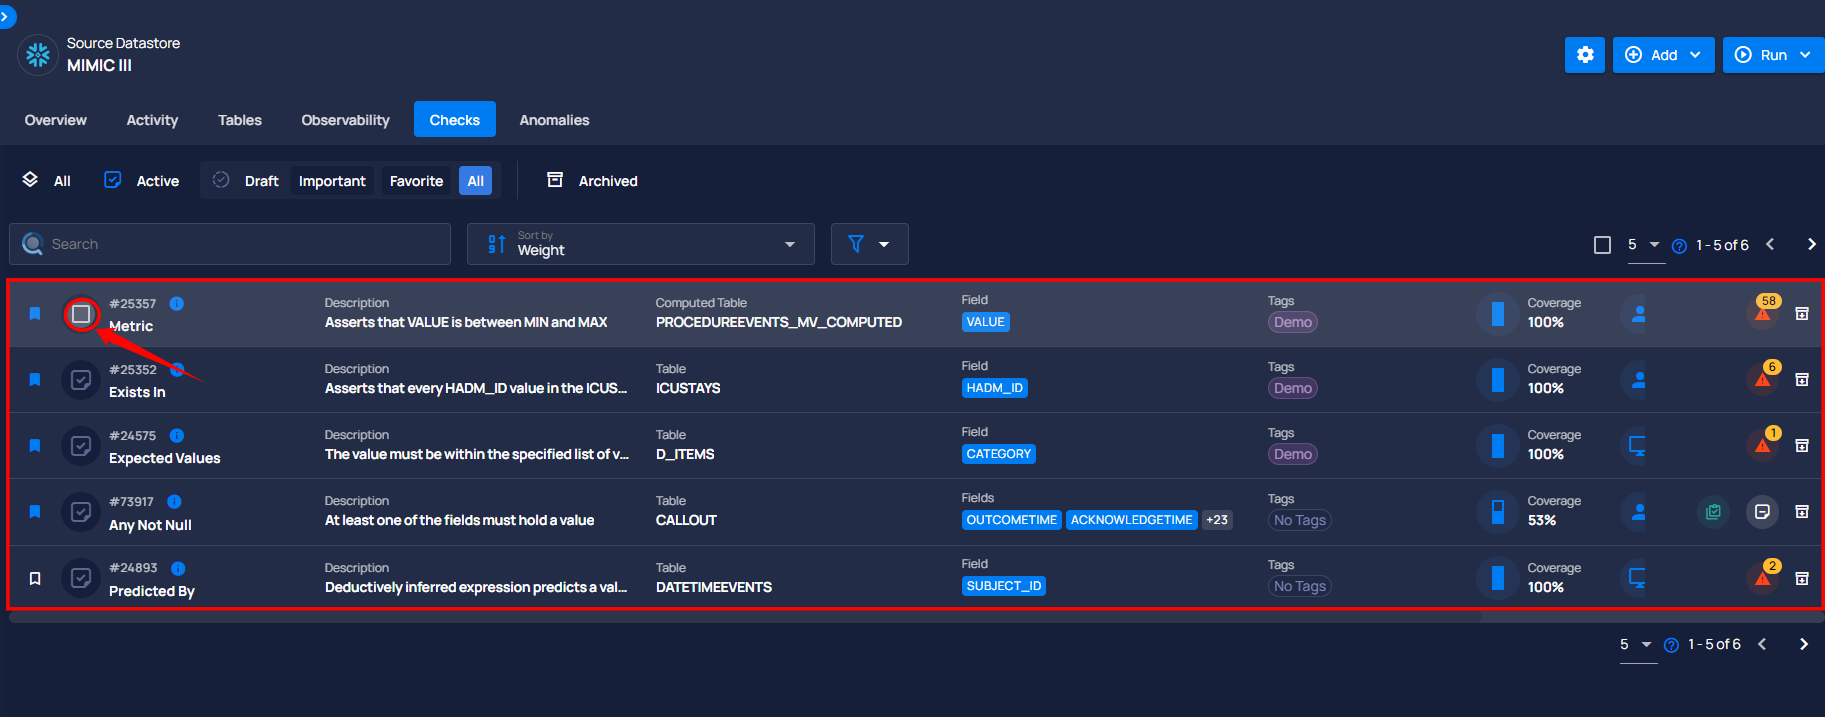 Source Datastore
MIMIC III
Add
Run
Overview
Activity
Tables
Observability
Checks
Anomalies
All
Active
Draft
Important
Favorite
All
Archived
Search
Sort by
Weight
5
1 - 5 of 6
#25357
Metric
Description
Asserts that VALUE is between MIN and MAX
Computed Table
PROCEDUREEVENTS_MV_COMPUTED
Field
VALUE
Tags
Demo
Coverage
100%
58
#25352
Exists In
Description
Asserts that every HADM_ID value in the ICUS...
Table
ICUSTAYS
Field
HADM_ID
Tags
Demo
Coverage
100%
6
#24575
Expected Values
Description
The value must be within the specified list of v...
Table
D_ITEMS
Field
CATEGORY
Tags
Demo
Coverage
100%
1
#73917
Any Not Null
Description
At least one of the fields must hold a value
Table
CALLOUT
Fields
OUTCOMETIME ACKNOWLEDGETIME +23
Tags
No Tags
Coverage
53%
#24893
Predicted By
Description
Deductively inferred expression predicts a val...
Table
DATETIMEEVENTS
Field
SUBJECT_ID
Tags
No Tags
Coverage
100%
2
5
1 - 5 of 6